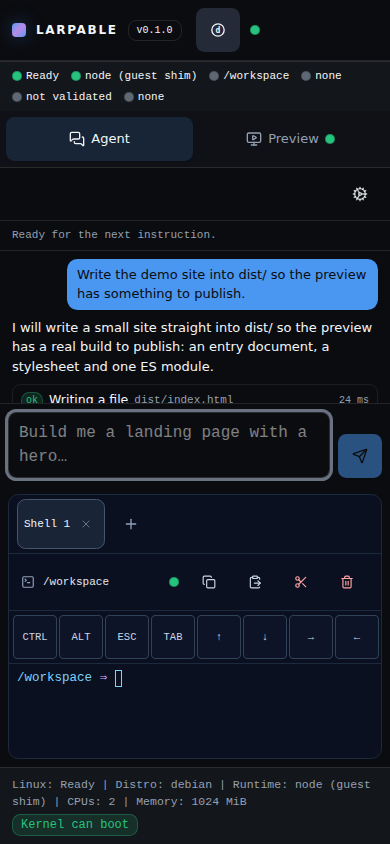 LARPABLE v0.1.0 d
Ready node (guest shim) /workspace none
not validated none
Agent Preview
Ready for the next instruction.
Write the demo site into dist/ so the preview
has something to publish.
I will write a small site straight into dist/ so the preview
has a real build to publish: an entry document, a
stylesheet and one ES module.
ok Writing a file dist/index.html 24 ms
Build me a landing page with a
hero…
Shell 1 × +
/workspace
CTRL ALT ESC TAB ↑ ↓ → ←
/workspace ⇒
Linux: Ready | Distro: debian | Runtime: node (guest
shim) | CPUs: 2 | Memory: 1024 MiB
Kernel can boot